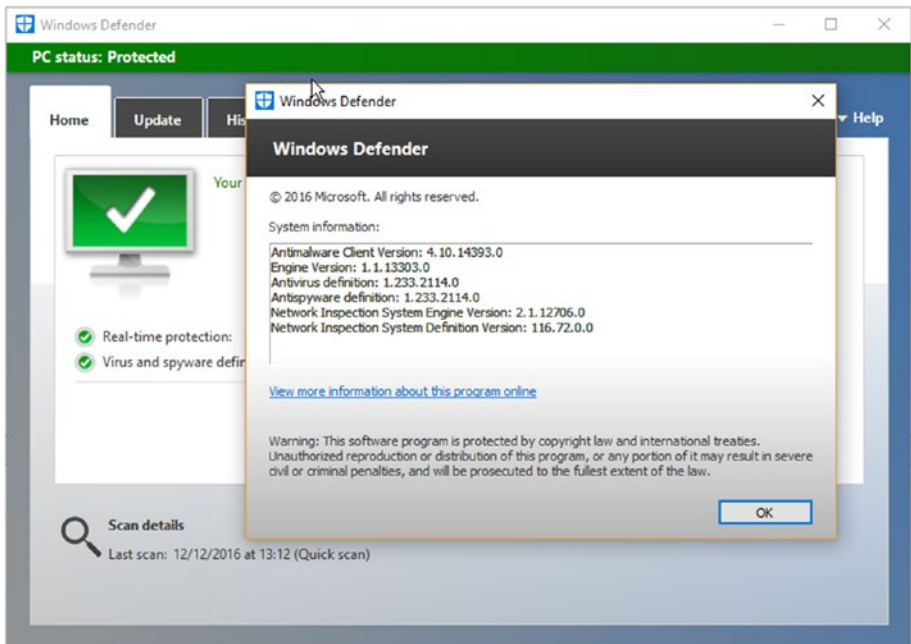 Windows Defender
PC status: Protected
Home
Update
His
Help
Your
Real-time protection:
Virus and spyware defin
Scan details
Last scan: 12/12/2016 at 13:12 (Quick scan)
Windows Defender
Windows Defender
© 2016 Microsoft. All rights reserved.
System information:
Antimalware Client Version: 4.10.14393.0
Engine Version: 1.1.13303.0
Antivirus definition: 1.233.2114.0
Antispyware definition: 1.233.2114.0
Network Inspection System Engine Version: 2.1.12706.0
Network Inspection System Definition Version: 116.72.0.0
View more information about this program online
Warning: This software program is protected by copyright law and international treaties.
Unauthorized reproduction or distribution of this program, or any portion of it may result in severe
civil or criminal penalties, and will be prosecuted to the fullest extent of the law.
OK